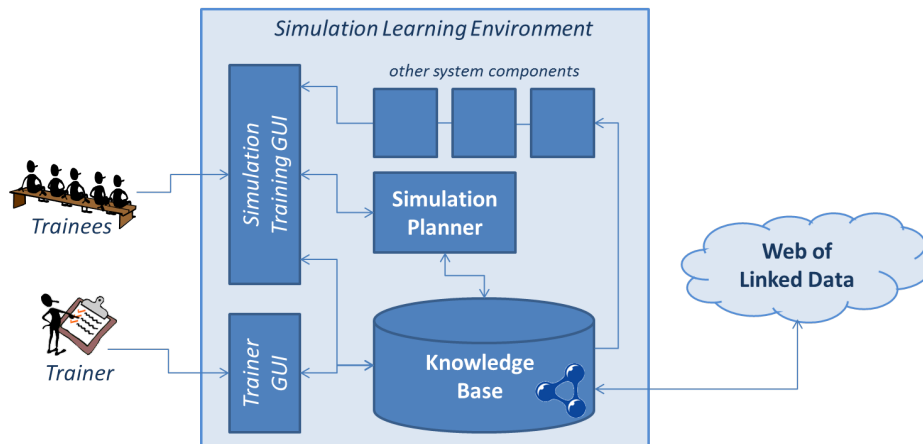 Simulation Learning Environment
other system components
Simulation
Training GUI
Simulation
Planner
Trainees
Web of
Linked Data
Trainer
Trainer
GUI
Knowledge
Base